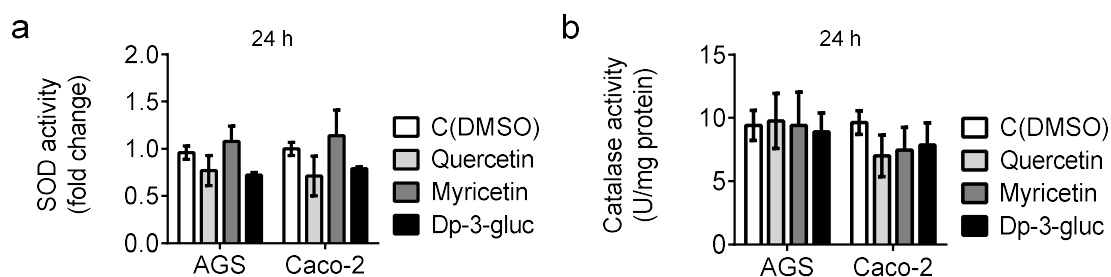 a
24 h
SOD activity
(fold change)
2.0
1.5
1.0
0.5
0.0
AGS
Caco-2
C(DMSO)
Quercetin
Myricetin
Dp-3-gluc
b
24 h
Catalase activity
(U/mg protein)
15
10
5
0
AGS
Caco-2
C(DMSO)
Quercetin
Myricetin
Dp-3-gluc